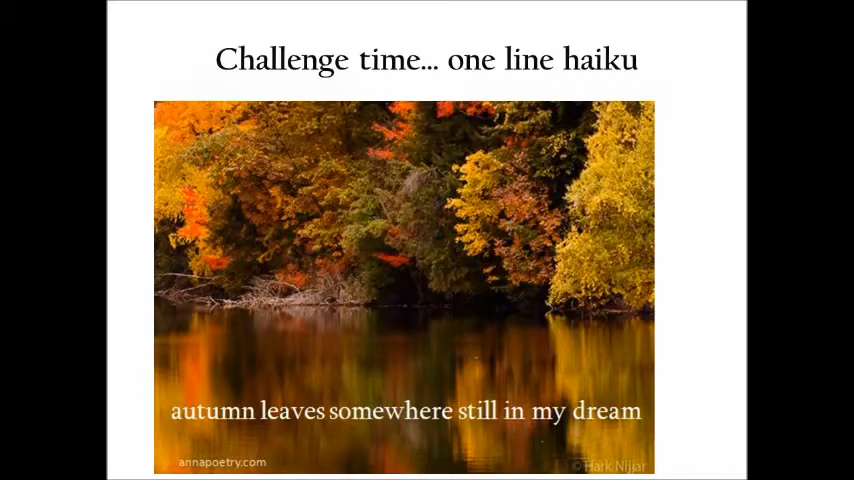 Challenge time... one line haiku
autumn leaves somewhere still in my dream
annapoetry.com
© Hark Nijjar